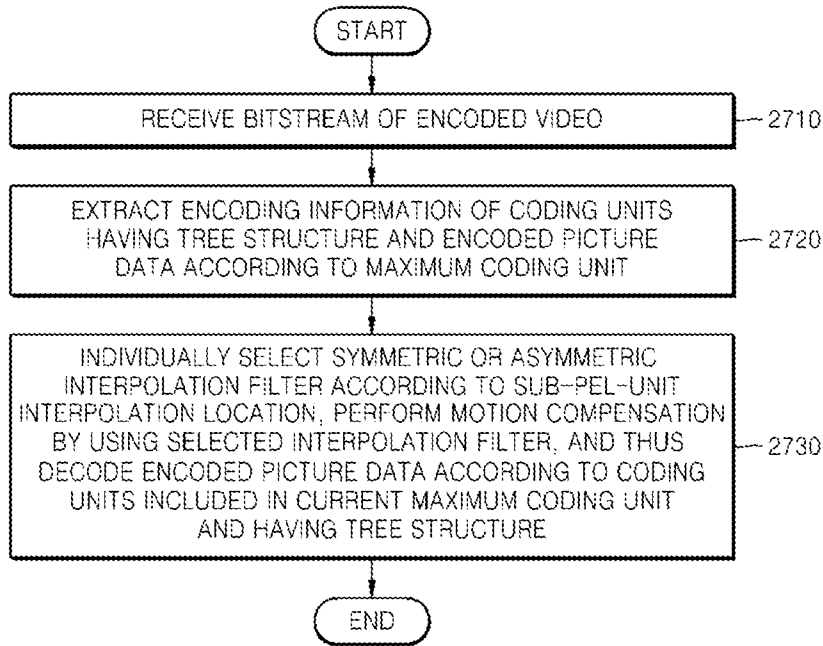 START
RECEIVE BITSTREAM OF ENCODED VIDEO
2710
EXTRACT ENCODING INFORMATION OF CODING UNITS
HAVING TREE STRUCTURE AND ENCODED PICTURE
DATA ACCORDING TO MAXIMUM CODING UNIT
2720
INDIVIDUALLY SELECT SYMMETRIC OR ASYMMETRIC
INTERPOLATION FILTER ACCORDING TO SUB-PEL-UNIT
INTERPOLATION LOCATION, PERFORM MOTION COMPENSATION
BY USING SELECTED INTERPOLATION FILTER, AND THUS
DECODE ENCODED PICTURE DATA ACCORDING TO CODING
UNITS INCLUDED IN CURRENT MAXIMUM CODING UNIT
AND HAVING TREE STRUCTURE
2730
END